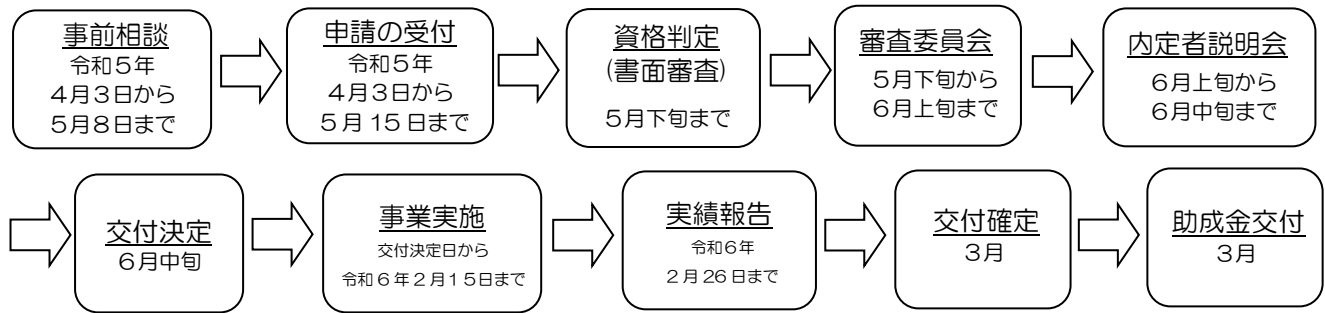 事前相談
令和５年
４月３日から
５月８日まで
申請の受付
令和５年
４月３日から
５月15日まで
資格判定
(書面審査)
５月下旬まで
審査委員会
５月下旬から
６月上旬まで
内定者説明会
６月上旬から
６月中旬まで
交付決定
６月中旬
事業実施
交付決定日から
令和６年２月１５日まで
実績報告
令和６年
２月26日まで
交付確定
３月
助成金交付
３月